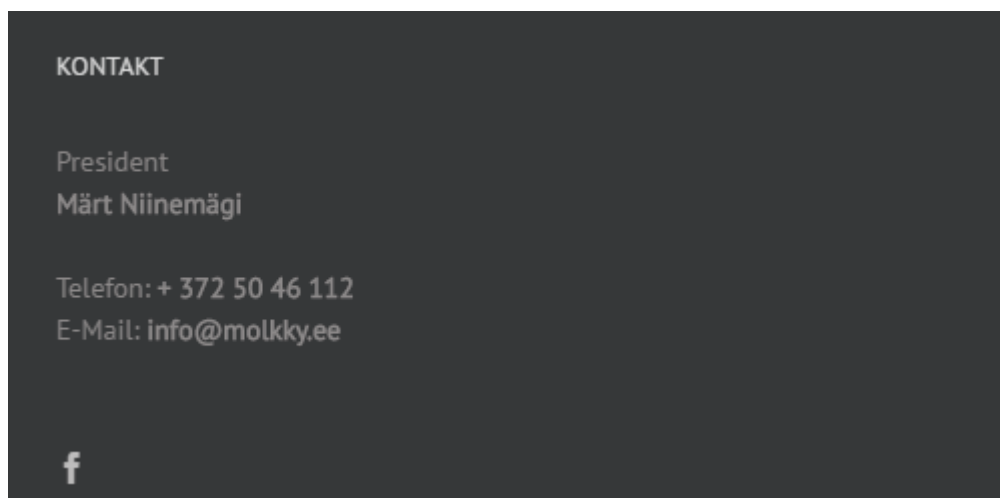 KONTAKT
President
Märt Niinemägi
Telefon: + 372 50 46 112
E-Mail: info@molkky.ee